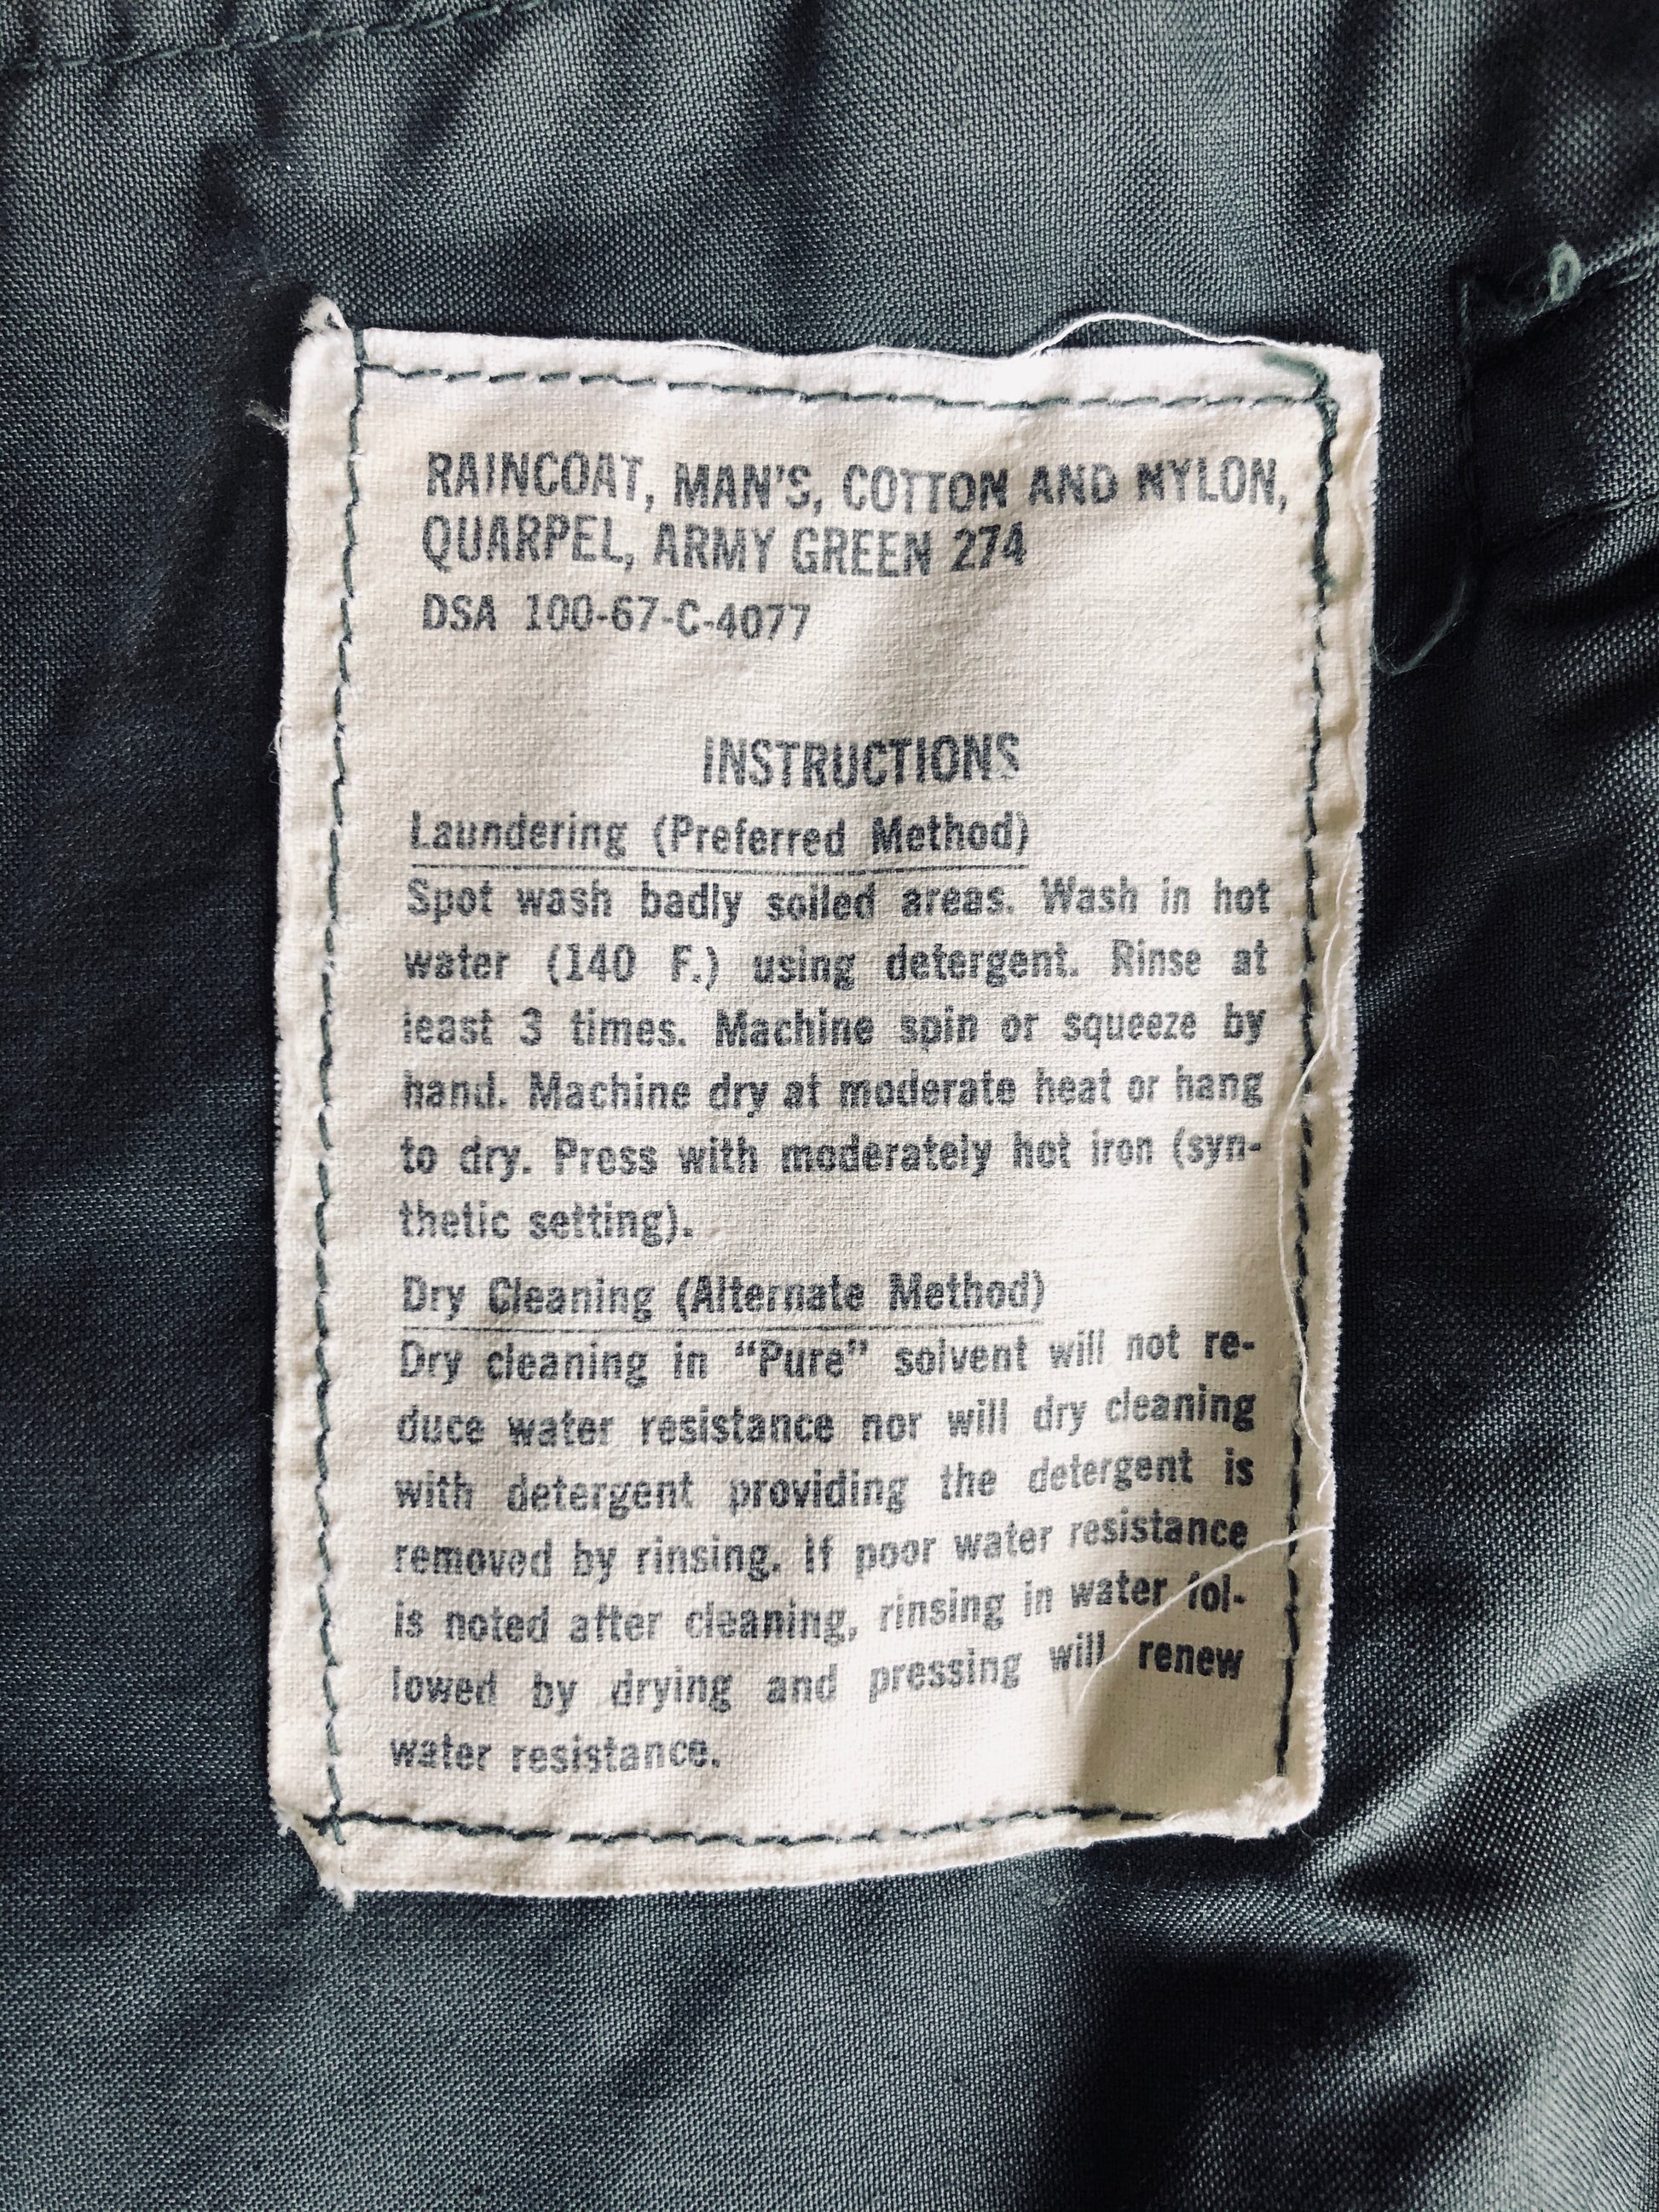 RAINCOAT, MAN'S, COTTON AND NYLON,
QUARPEL, ARMY GREEN 274
DSA 100-67-C-4077
INSTRUCTIONS
Laundering (Preferred Method)
Spot wash badly soiled areas. Wash in hot
water (140 F.) using detergent. Rinse at
least 3 times. Machine spin or squeeze by
hand. Machine dry at moderate heat or hang
to dry. Press with moderately hot iron (syn-
thetic setting).
Dry Cleaning (Alternate Method)
Dry cleaning in “Pure” solvent will not re-
duce water resistance nor will dry cleaning
with detergent providing the detergent is
removed by rinsing. If poor water resistance
is noted after cleaning, rinsing in water fol-
lowed by drying and pressing will renew
water resistance.